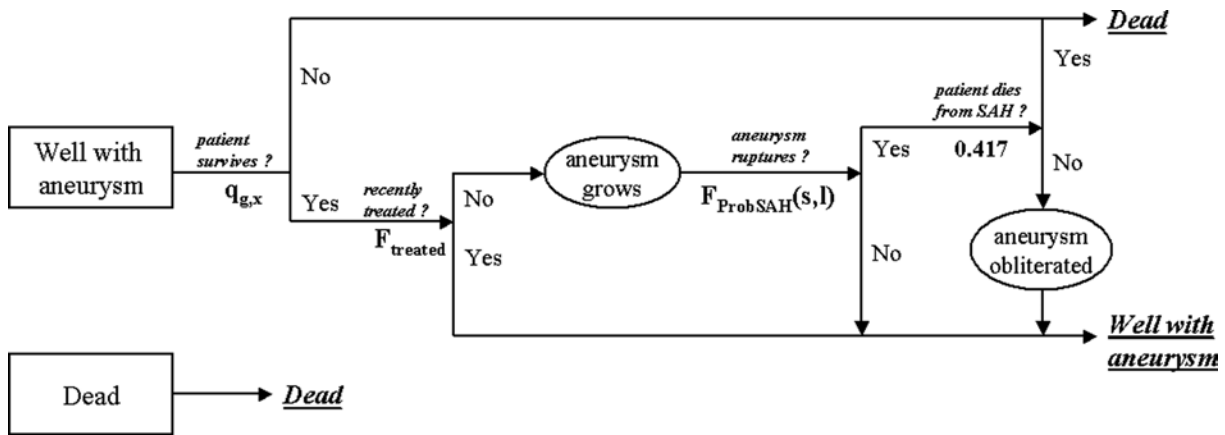 Dead
No
Yes
patient dies
from SAH ?
patient
survives ?
aneurysm
ruptures ?
Well with
aneurysm
aneurysm
grows
Yes
0.417
q_g,x
Yes
recently
treated ?
No
F_ProbSAH(s,l)
No
F_treated
Yes
No
aneurysm
obliterated
Well with
aneurysm
Dead
Dead